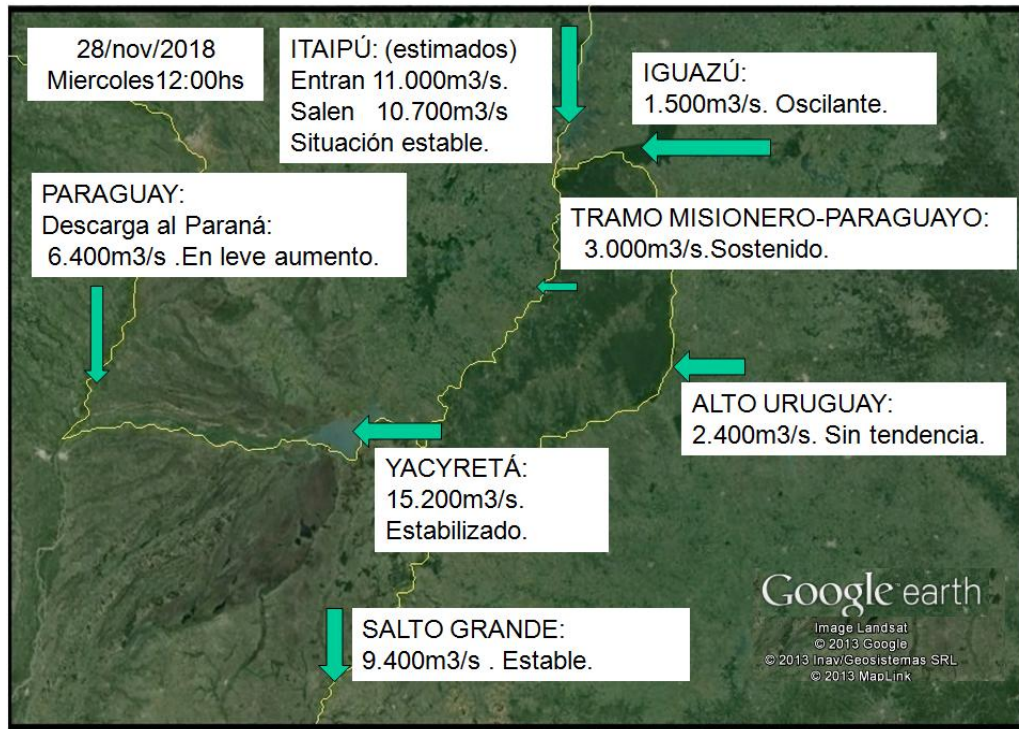 28/nov/2018
Miercoles12:00hs
ITAIPÚ: (estimados)
Entran 11.000m3/s.
Salen 10.700m3/s
Situación estable.
IGUAZÚ:
1.500m3/s. Oscilante.
PARAGUAY:
Descarga al Paraná:
6.400m3/s .En leve aumento.
TRAMO MISIONERO-PARAGUAYO:
3.000m3/s.Sostenido.
ALTO URUGUAY:
2.400m3/s. Sin tendencia.
YACYRETÁ:
15.200m3/s.
Estabilizado.
SALTO GRANDE:
9.400m3/s . Estable.
Google earth
Image Landsat
© 2013 Google
© 2013 Inav/Geosistemas SRL
© 2013 MapLink